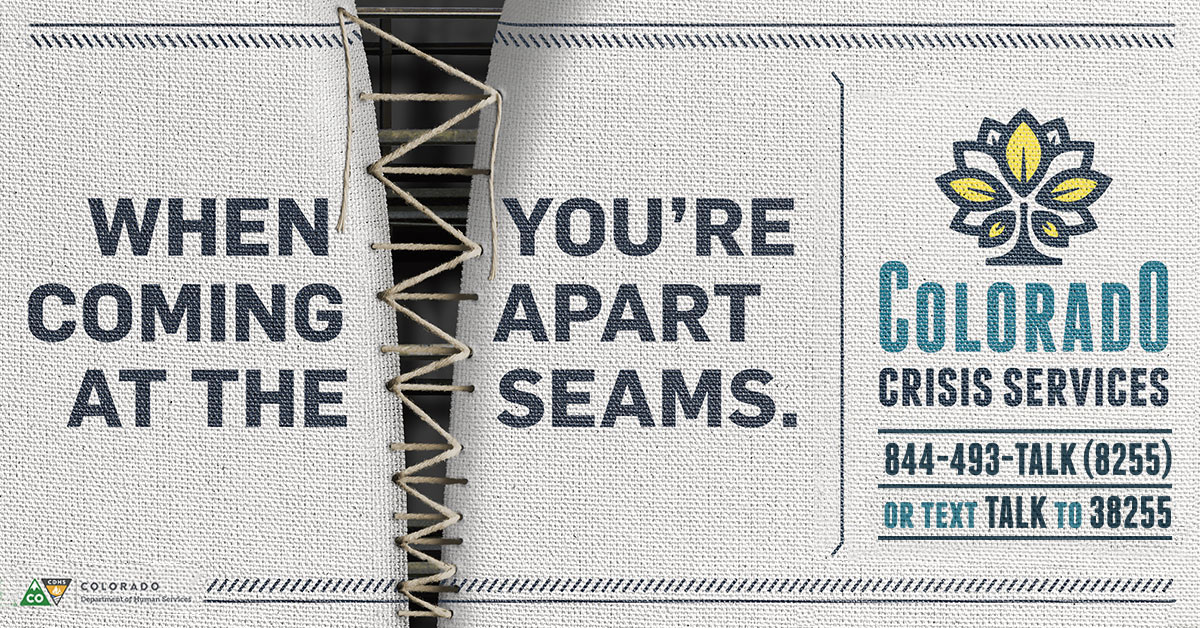 WHEN YOU'RE
COMING APART
AT THE SEAMS.
COLORADO
CRISIS SERVICES
844-493-TALK (8255)
OR TEXT TALK TO 38255
CO
CDHS
COLORADO
Department of Human Services